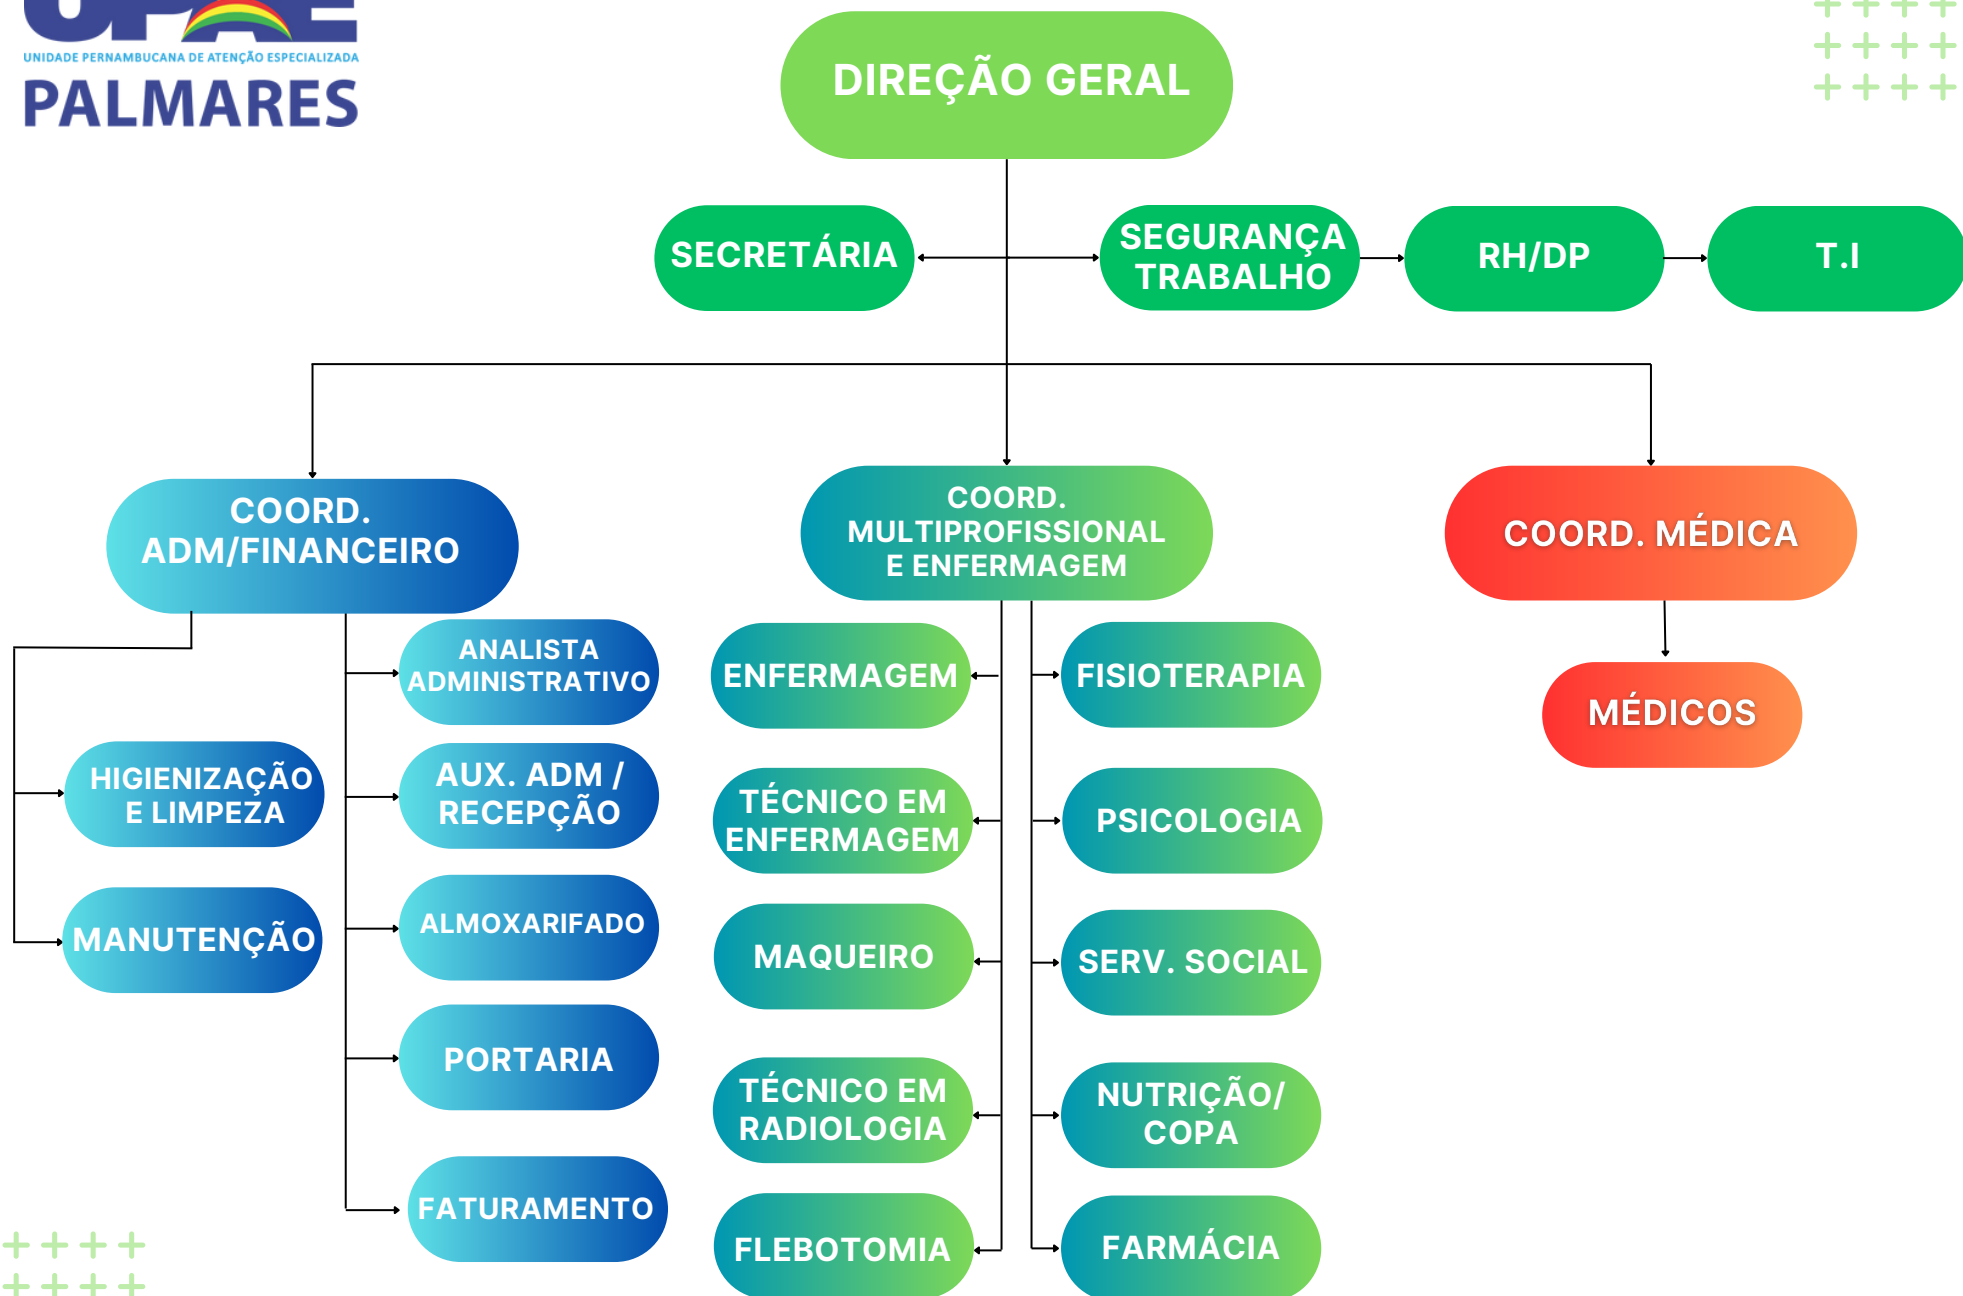 UPAE
UNIDADE PERNAMBUCANA DE ATENÇÃO ESPECIALIZADA
PALMARES
DIREÇÃO GERAL
SECRETÁRIA
SEGURANÇA
TRABALHO
RH/DP
T.I
COORD.
ADM/FINANCEIRO
COORD.
MULTIPROFISSIONAL
E ENFERMAGEM
COORD. MÉDICA
HIGIENIZAÇÃO
E LIMPEZA
MANUTENÇÃO
ANALISTA
ADMINISTRATIVO
AUX. ADM /
RECEPÇÃO
ALMOXARIFADO
PORTARIA
FATURAMENTO
ENFERMAGEM
TÉCNICO EM
ENFERMAGEM
MAQUEIRO
TÉCNICO EM
RADIOLOGIA
FLEBOTOMIA
FISIOTERAPIA
PSICOLOGIA
SERV. SOCIAL
NUTRIÇÃO/
COPA
FARMÁCIA
MÉDICOS